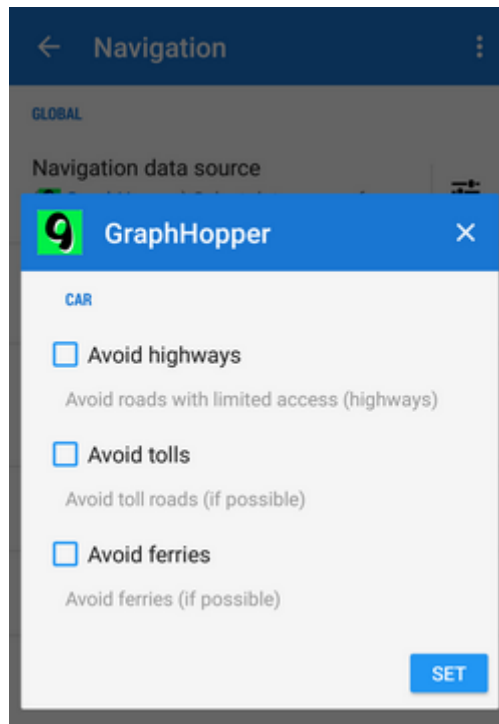 Navigation
GLOBAL
Navigation data source
GraphHopper
CAR
Avoid highways
Avoid roads with limited access (highways)
Avoid tolls
Avoid toll roads (if possible)
Avoid ferries
Avoid ferries (if possible)
SET